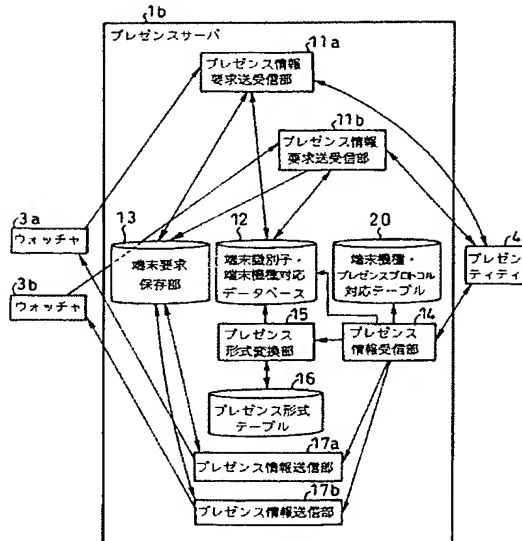 1b
プレゼンスサーバ
11a
プレゼンス情報
要求送受信部
11b
プレゼンス情報
要求送受信部
3a
ウォッチャ
3b
ウォッチャ
13
端末要求
保存部
12
端末識別子・
端末機種対応
データベース
20
端末機種・
プレゼンスプロトコル
対応テーブル
4
プレゼン
ティティ
15
プレゼンス
形式変換部
14
プレゼンス
情報受信部
16
プレゼンス形式
テーブル
17a
プレゼンス情報送信部
17b
プレゼンス情報送信部